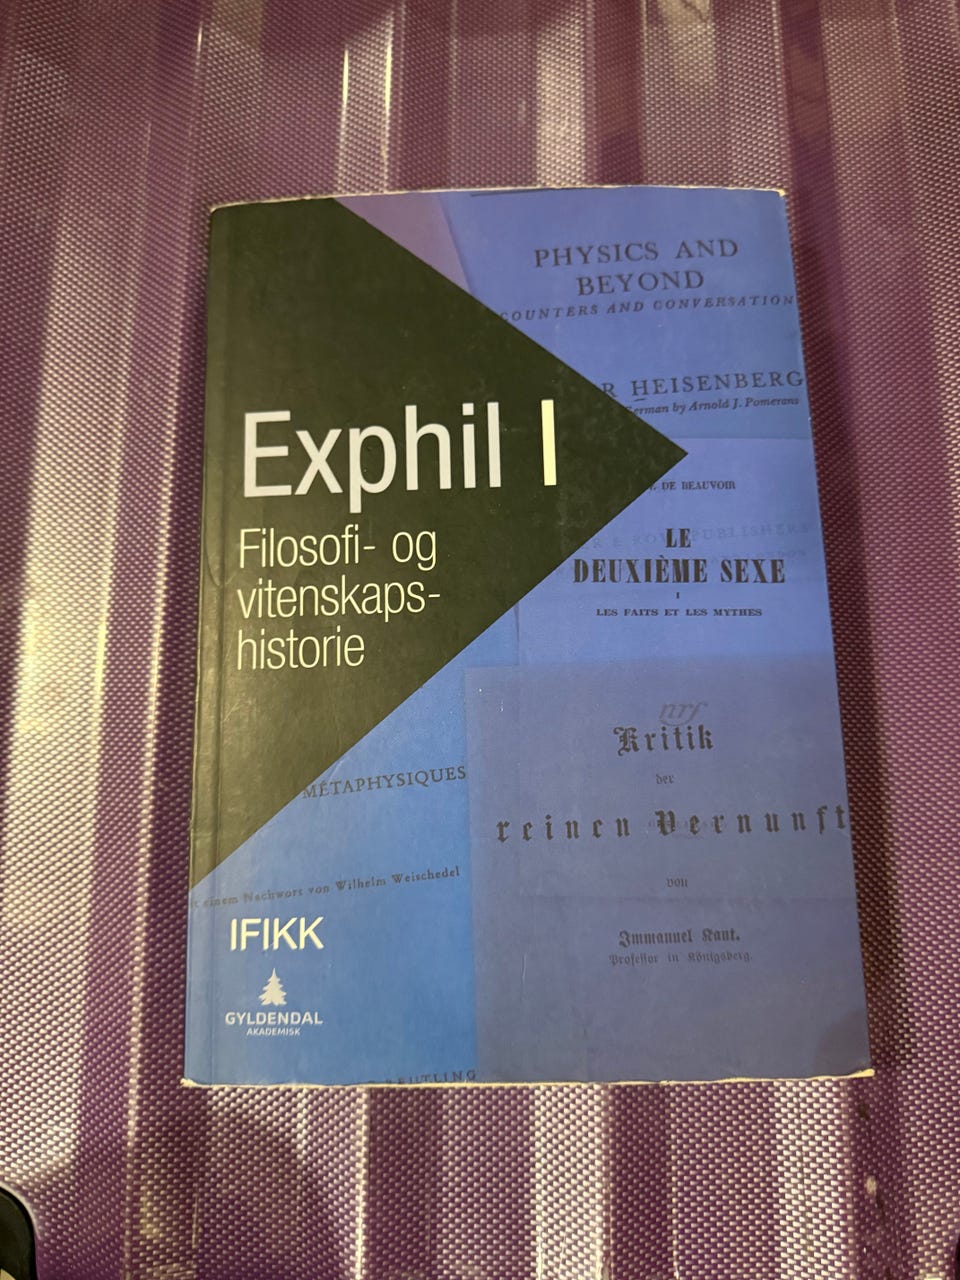 PHYSICS AND
BEYOND
COUNTERS AND CONVERSATION
R HEISENBERG
German by Arnold J. Pomerans
Exphil I
DE BEAUVOIR
Filosofi- og
vitenskaps-
historie
PUBLISHERS
LE
DEUXIÈME SEXE
I
LES FAITS ET LES MYTHES
nrf
Kritik
der
reinen Vernunft
von
Immanuel Kant.
Professor in Königsberg.
MÉTAPHYSIQUES
einem Nachwort von Wilhelm Weischedel
IFIKK
GYLDENDAL
AKADEMISK
REUTLING